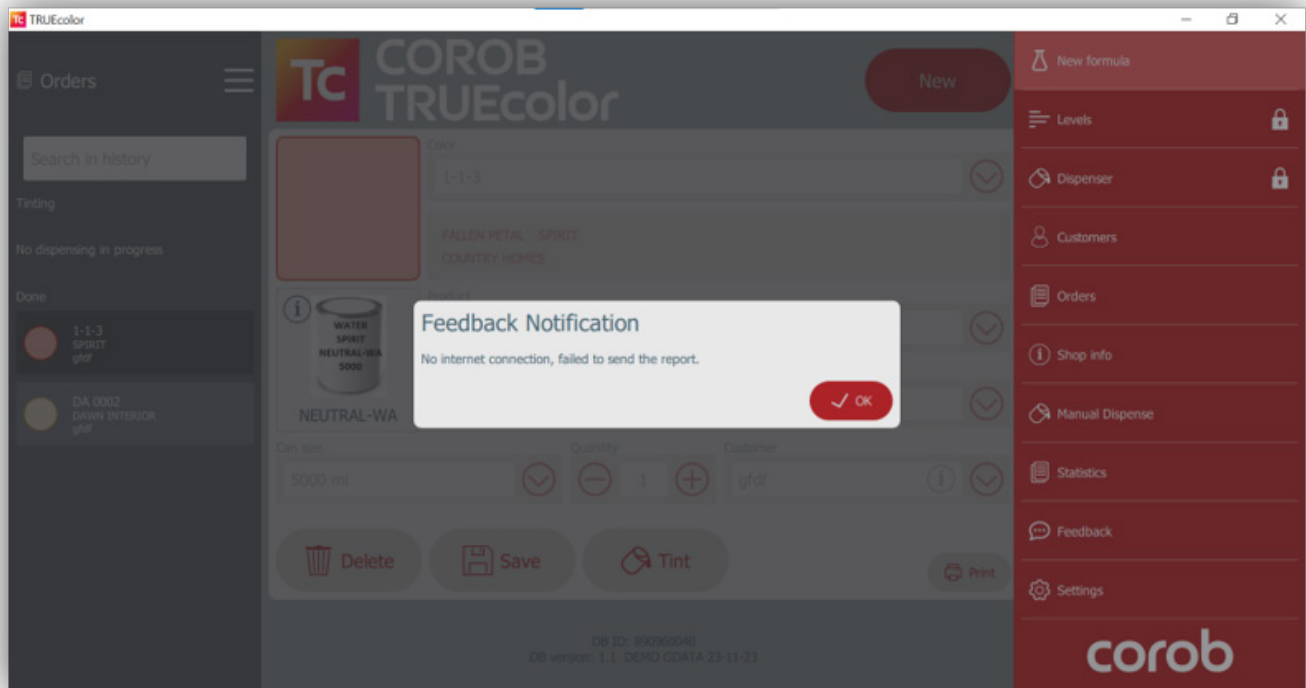 Tc TRUEcolor
Orders
Search in history
Tinting
No dispensing in progress
Done
1-1-3
SPIRIT
gfdf
DA 0002
DAWN INTERIOR
gfdf
Tc COROB
TRUEcolor
New
Color
1-1-3
FALLEN PETAL SPIRIT
COUNTRY HOMES
Product
WATER
SPIRIT
NEUTRAL-WA
5000
NEUTRAL-WA
Feedback Notification
No internet connection, failed to send the report.
OK
Can size
5000 ml
Quantity
1
Customer
gfdf
Delete
Save
Tint
Print
DB ID: 890960040
DB version: 1.1 DEMO GDATA 23-11-23
New formula
Levels
Dispenser
Customers
Orders
Shop info
Manual Dispense
Statistics
Feedback
Settings
corob